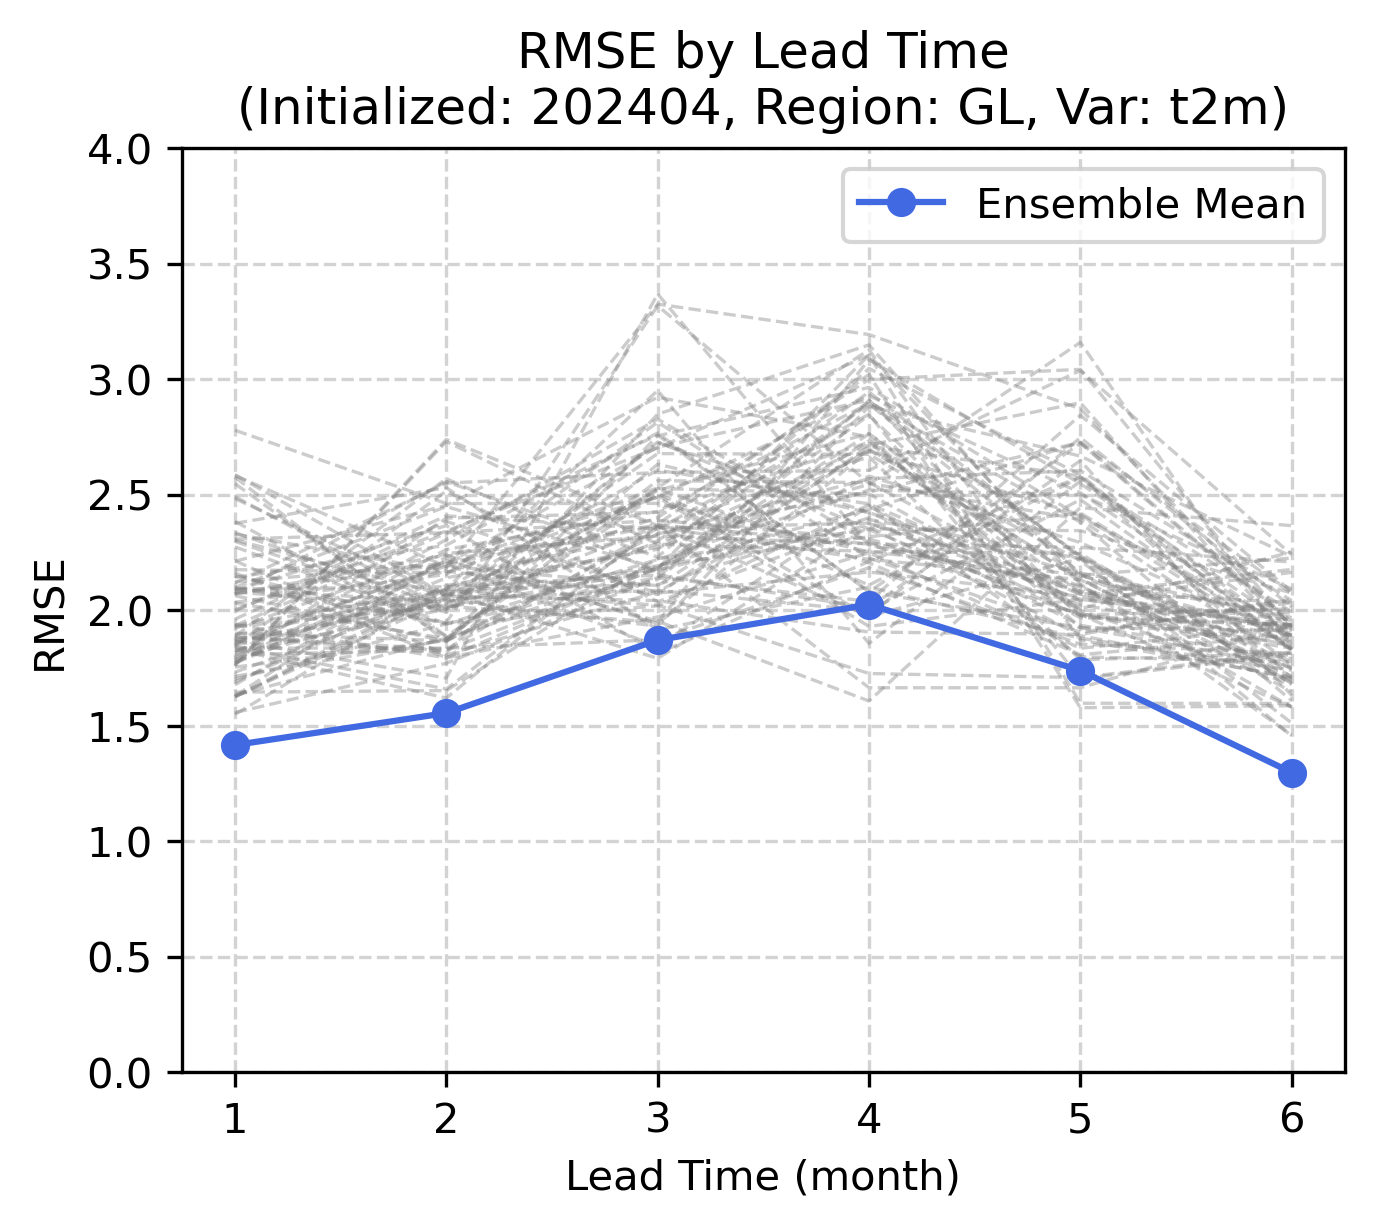 RMSE by Lead Time
(Initialized: 202404, Region: GL, Var: t2m)
Ensemble Mean
RMSE
4.0
3.5
3.0
2.5
2.0
1.5
1.0
0.5
0.0
1 2 3 4 5 6
Lead Time (month)